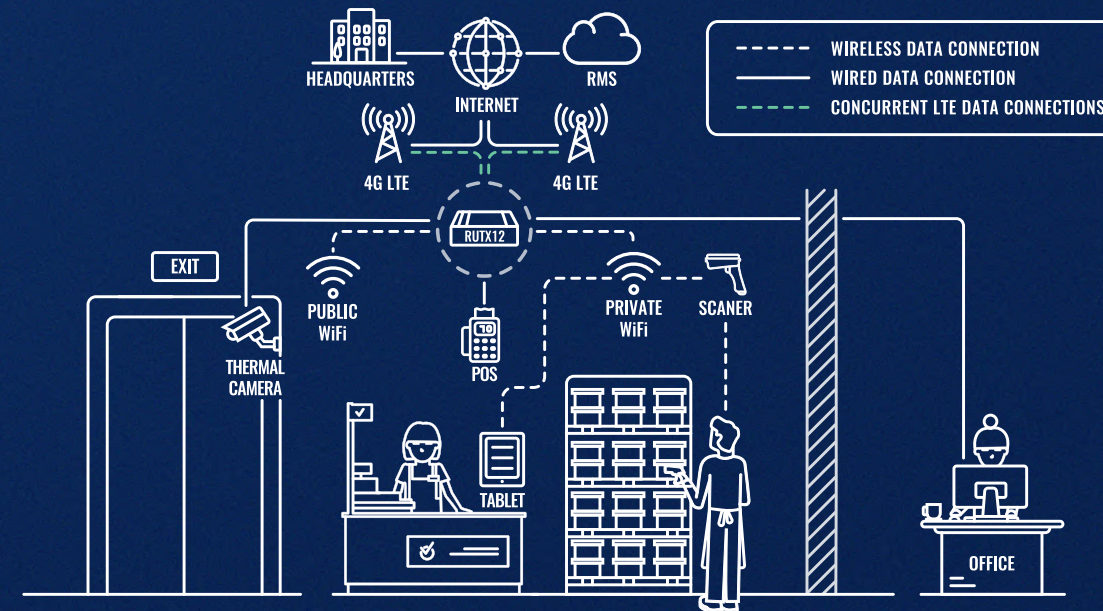 WIRELESS DATA CONNECTION
WIRED DATA CONNECTION
CONCURRENT LTE DATA CONNECTIONS
HEADQUARTERS
INTERNET
RMS
4G LTE
4G LTE
RUTX12
EXIT
PUBLIC
WiFi
PRIVATE
WiFi
SCANER
THERMAL
CAMERA
POS
TABLET
OFFICE